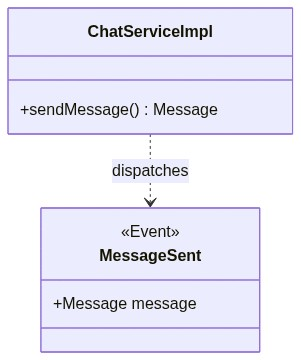 ChatServiceImpl
+sendMessage() : Message
dispatches
«Event»
MessageSent
+Message message